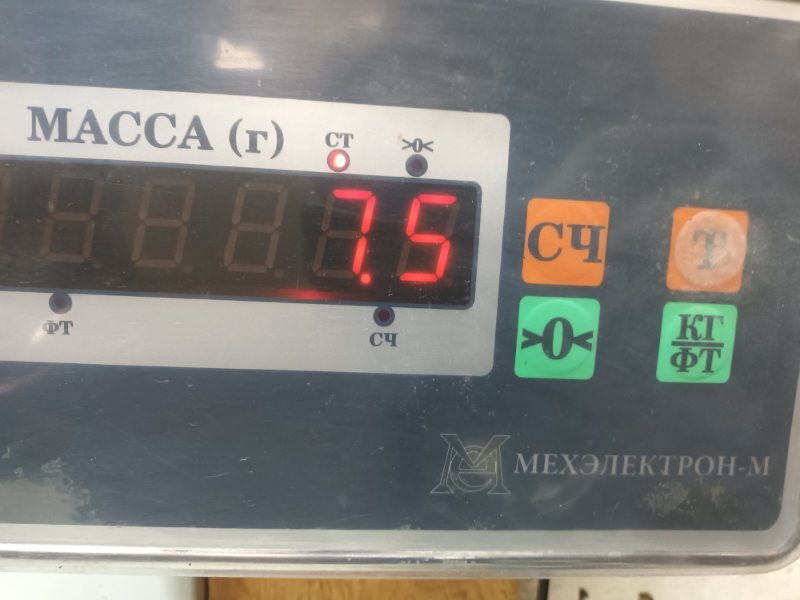 МАССА (г)
СТ
>0<
7.5
ФТ
СЧ
СЧ
Т
>0<
КГ
ФТ
МЕХЭЛЕКТРОН-М